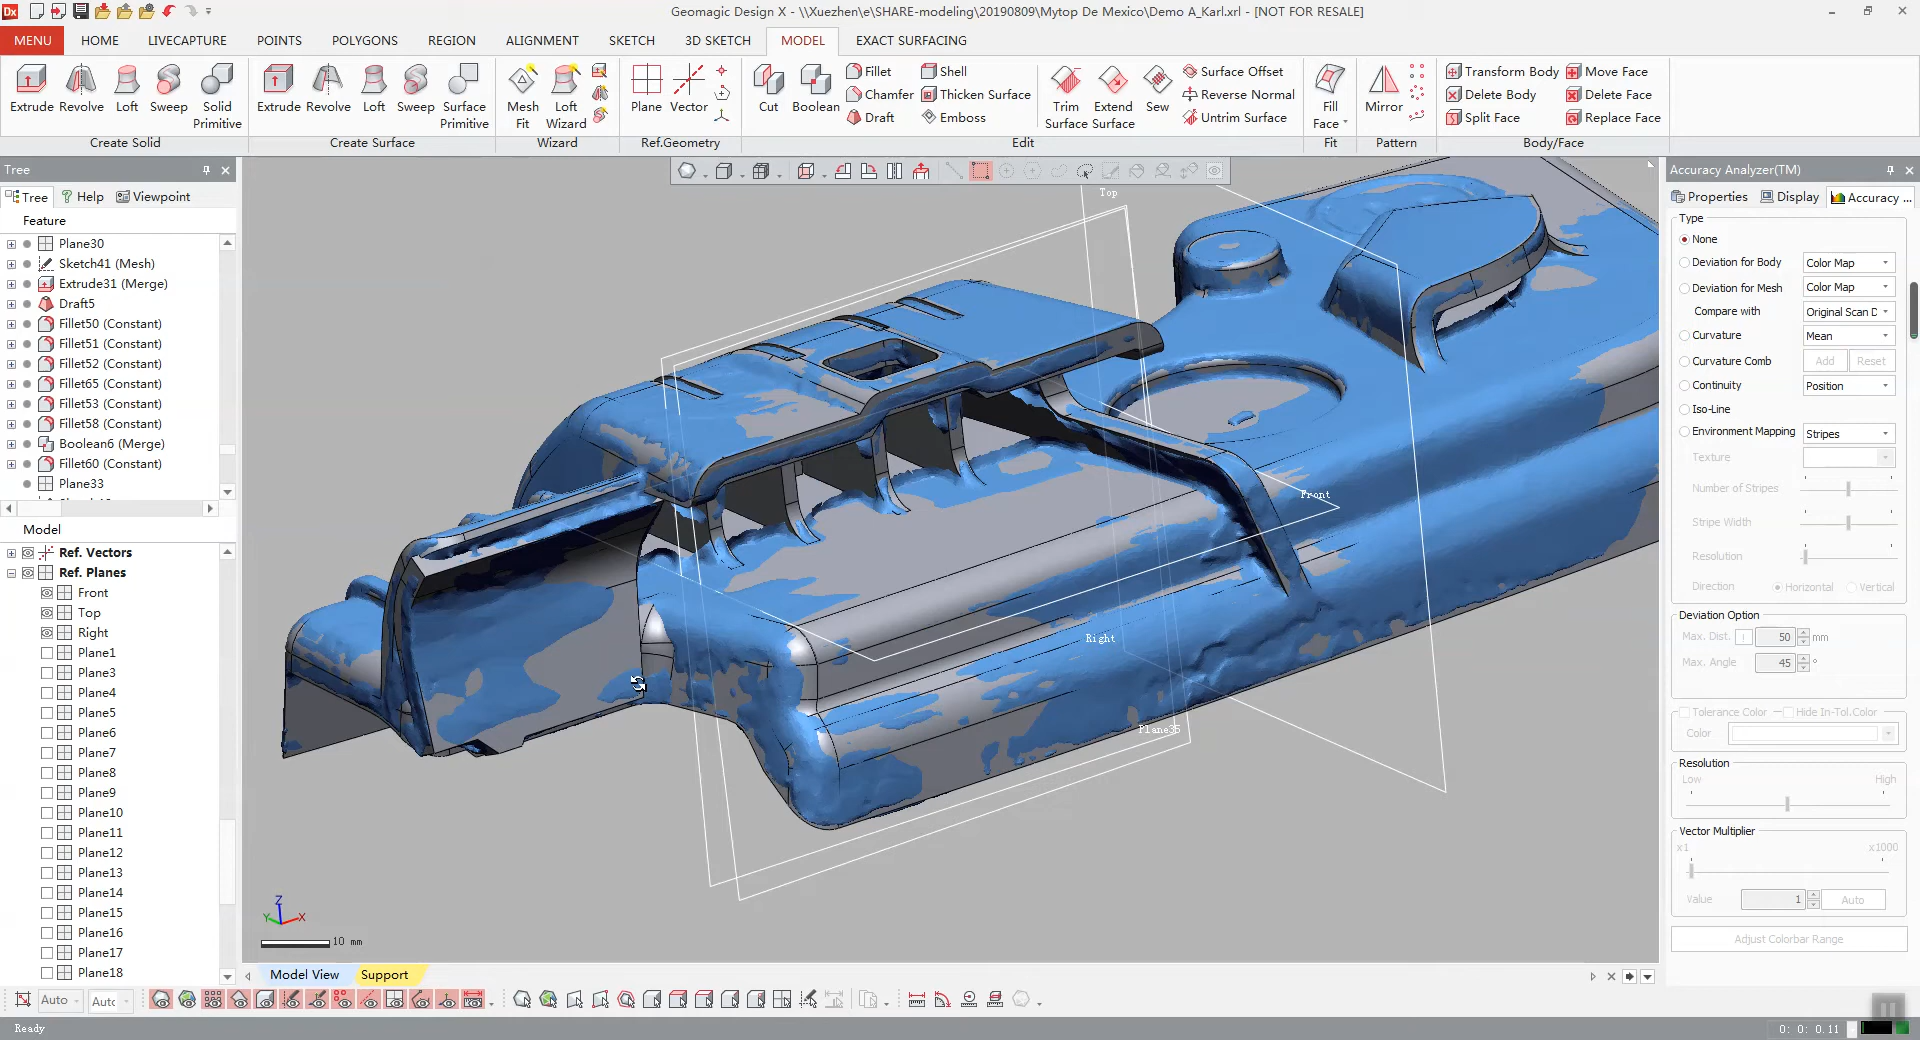 Dx
Geomagic Design X - \\Xuezhen\e\SHARE-modeling\20190809\Mytop De Mexico\Demo A_Karl.xrl - [NOT FOR RESALE]
MENU HOME LIVECAPTURE POINTS POLYGONS REGION ALIGNMENT SKETCH 3D SKETCH MODEL EXACT SURFACING
Extrude Revolve Loft Sweep Solid Primitive
Create Solid
Extrude Revolve Loft Sweep Surface Primitive
Create Surface
Mesh Fit Loft Wizard
Wizard
Plane Vector
Ref.Geometry
Cut Boolean
Fillet Shell
Chamfer Thicken Surface
Draft Emboss
Trim Surface Extend Surface Sew
Surface Offset
Reverse Normal
Untrim Surface
Edit
Fill Face
Fit
Mirror
Pattern
Transform Body Move Face
Delete Body Delete Face
Split Face Replace Face
Body/Face
Tree
Tree Help Viewpoint
Feature
Plane30
Sketch41 (Mesh)
Extrude31 (Merge)
Draft5
Fillet50 (Constant)
Fillet51 (Constant)
Fillet52 (Constant)
Fillet65 (Constant)
Fillet53 (Constant)
Fillet58 (Constant)
Boolean6 (Merge)
Fillet60 (Constant)
Plane33
Model
Ref. Vectors
Ref. Planes
Front
Top
Right
Plane1
Plane3
Plane4
Plane5
Plane6
Plane7
Plane8
Plane9
Plane10
Plane11
Plane12
Plane13
Plane14
Plane15
Plane16
Plane17
Plane18
Top
Front
Right
Plane35
Z
Y X
10 mm
Model View Support
Auto
Ready
Accuracy Analyzer(TM)
Properties Display Accuracy ...
Type
None
Deviation for Body Color Map
Deviation for Mesh Color Map
Compare with Original Scan D
Curvature Mean
Curvature Comb Add Reset
Continuity Position
Iso-Line
Environment Mapping Stripes
Texture
Number of Stripes
Stripe Width
Resolution
Direction Horizontal Vertical
Deviation Option
Max. Dist. 50 mm
Max. Angle 45 °
Tolerance Color Hide In-Tol.Color
Color
Resolution
Low High
Vector Multiplier
x1 x1000
Value 1 Auto
Adjust Colorbar Range
0: 0: 0.11